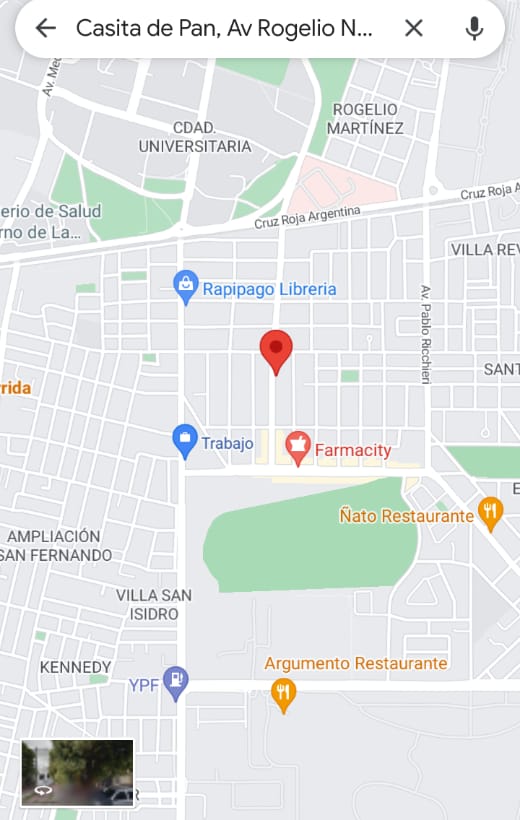 Casita de Pan, Av Rogelio N...
Av. Med
CDAD.
UNIVERSITARIA
ROGELIO
MARTÍNEZ
Cruz Roja Argentina
Cruz Roja A
erio de Salud
rno de La...
VILLA REV
Rapipago Libreria
Av. Pablo Ricchieri
SANT
rida
Trabajo
Farmacity
E
Ñato Restaurante
AMPLIACIÓN
SAN FERNANDO
VILLA SAN
ISIDRO
KENNEDY
Argumento Restaurante
YPF
R